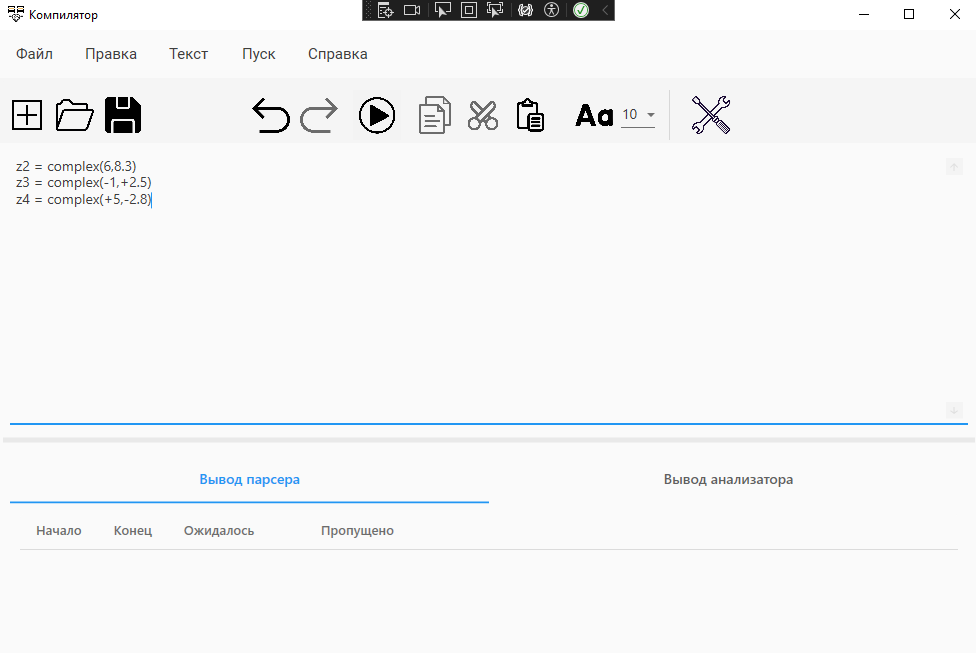 Компилятор
Файл Правка Текст Пуск Справка
Aa 10
z2 = complex(6,8.3)
z3 = complex(-1,+2.5)
z4 = complex(+5,-2.8)
Вывод парсера Вывод анализатора
Начало Конец Ожидалось Пропущено